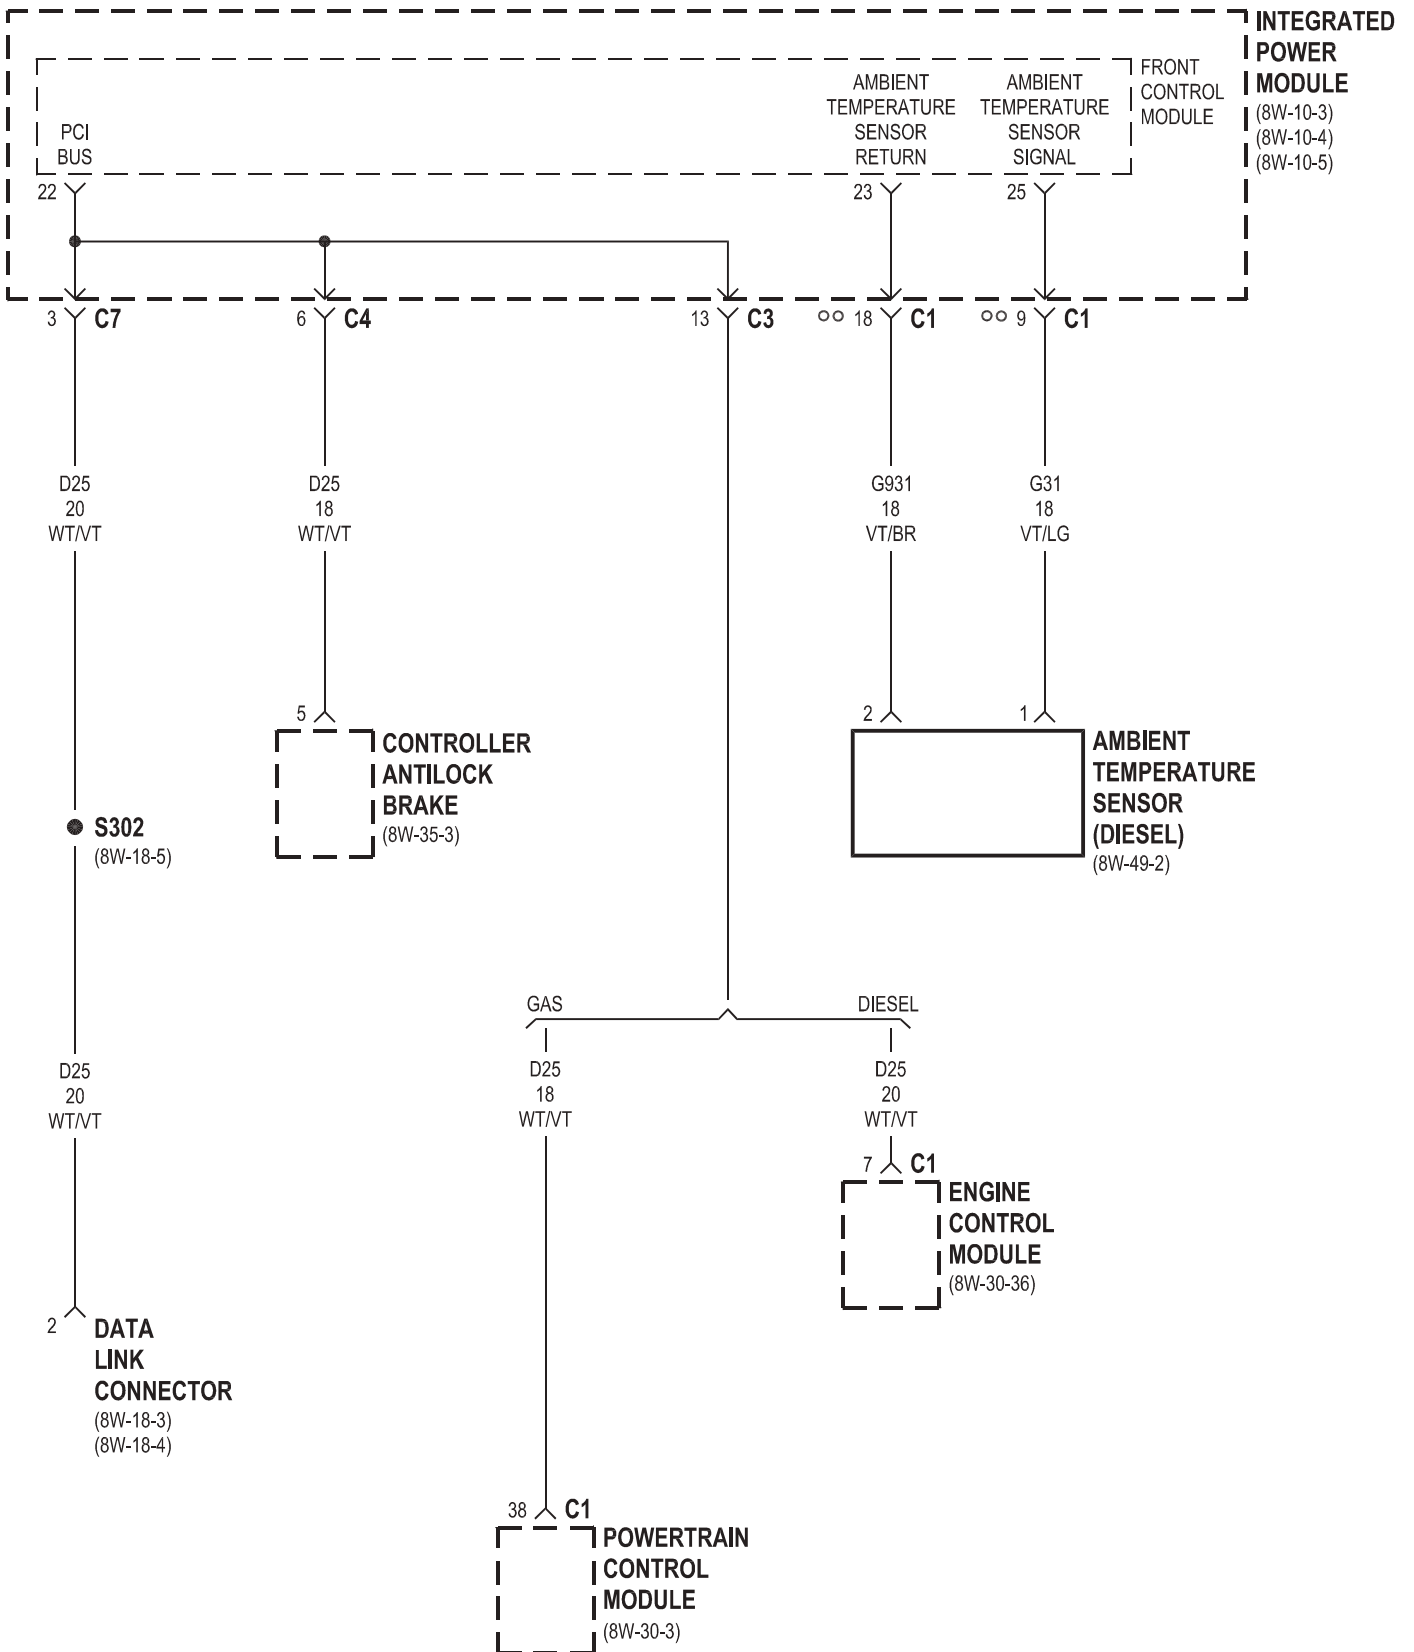 INTEGRATED
POWER
MODULE
(8W-10-3)
(8W-10-4)
(8W-10-5)
FRONT
CONTROL
MODULE
PCI
BUS
AMBIENT
TEMPERATURE
SENSOR
RETURN
AMBIENT
TEMPERATURE
SENSOR
SIGNAL
22
23
25
3 C7
6 C4
13 C3
18 C1
9 C1
D25
20
WT/VT
D25
18
WT/VT
G931
18
VT/BR
G31
18
VT/LG
5
CONTROLLER
ANTILOCK
BRAKE
(8W-35-3)
2
1
AMBIENT
TEMPERATURE
SENSOR
(DIESEL)
(8W-49-2)
S302
(8W-18-5)
GAS
DIESEL
D25
20
WT/VT
D25
18
WT/VT
D25
20
WT/VT
7 C1
ENGINE
CONTROL
MODULE
(8W-30-36)
2
DATA
LINK
CONNECTOR
(8W-18-3)
(8W-18-4)
38 C1
POWERTRAIN
CONTROL
MODULE
(8W-30-3)